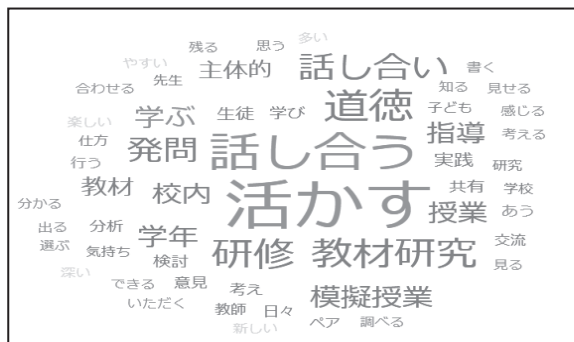 多い
残る 思う
やすい 主体的 話し合い 書く
合わせる 先生 知る 見せる
楽しい 学ぶ 生徒 学び 道徳 子ども 感じる
仕方 発問 話し合う 指導 考える
行う 実践 研究
教材 校内 活かす 共有 学校
分かる 授業 あう
出る 分析 学年
選ぶ 気持ち 研修 教材研究 交流
深い 検討 見る
できる 意見 考え 模擬授業
いただく 教師 日々
新しい ペア 調べる